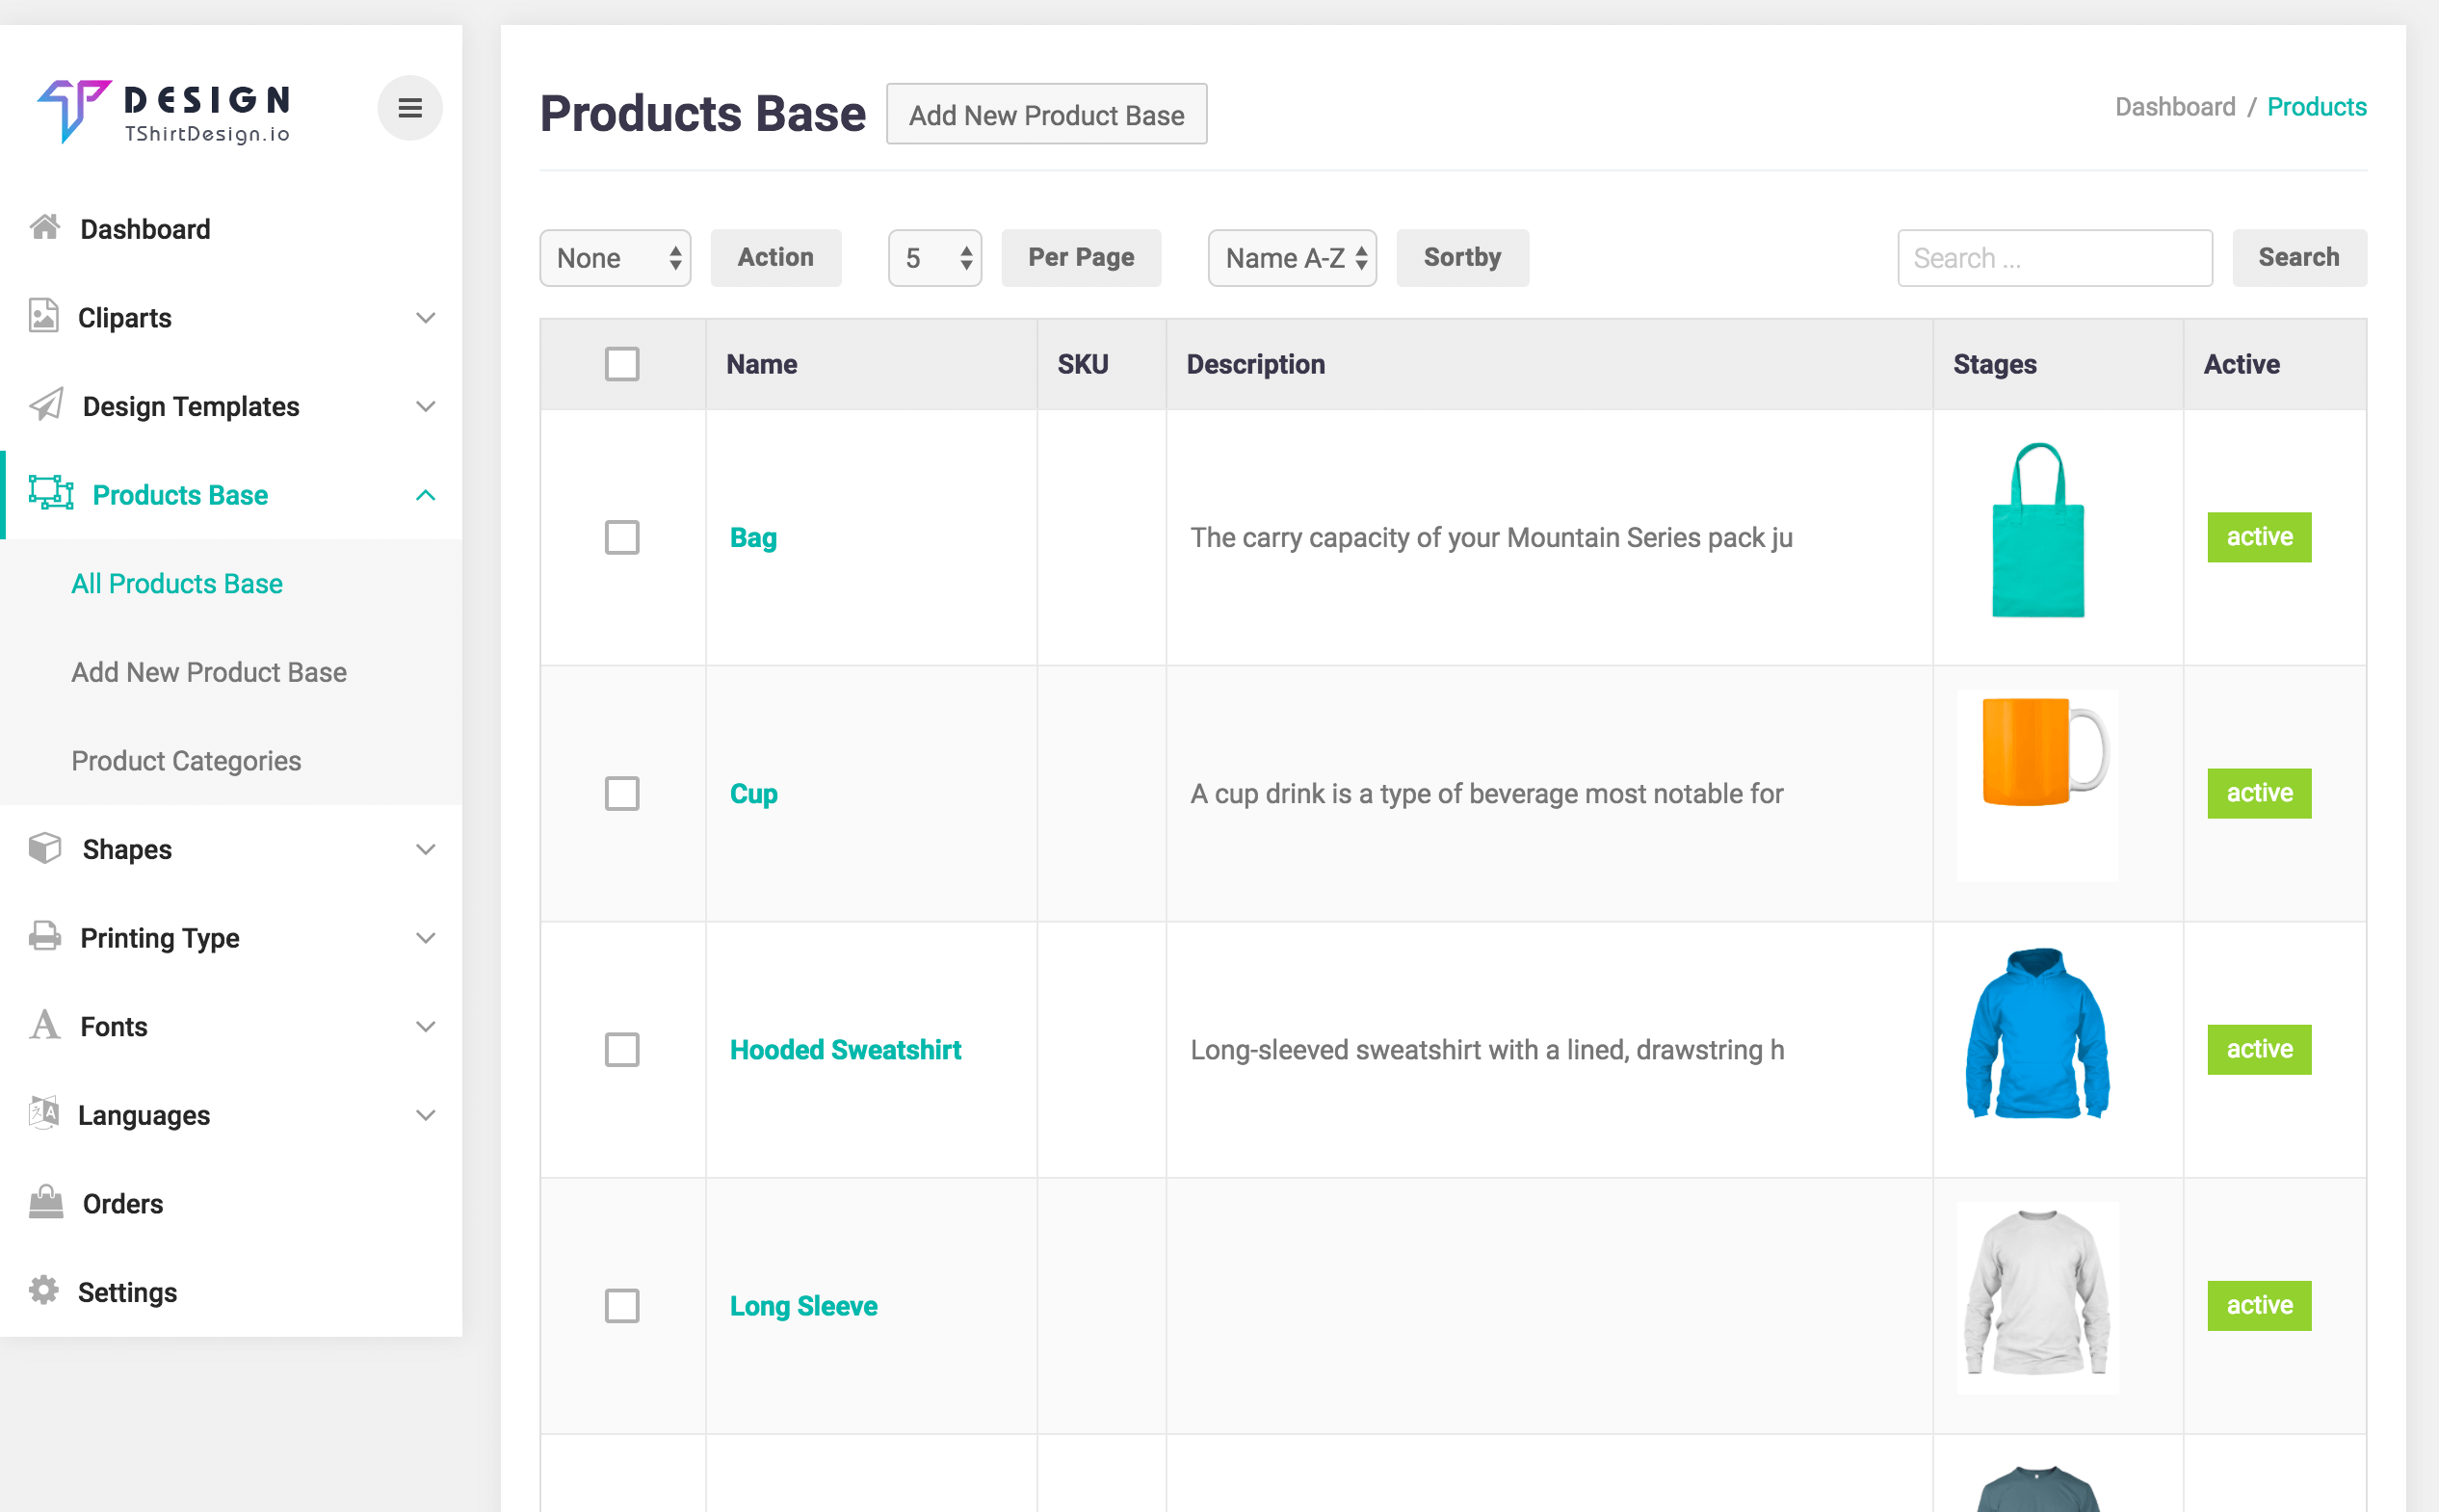 DESIGN
TShirtDesign.io
Dashboard
Cliparts
Design Templates
Products Base
All Products Base
Add New Product Base
Product Categories
Shapes
Printing Type
Fonts
Languages
Orders
Settings
Products Base
Add New Product Base
Dashboard / Products
None Action 5 Per Page Name A-Z Sortby Search ... Search
Name SKU Description Stages Active
Bag The carry capacity of your Mountain Series pack ju active
Cup A cup drink is a type of beverage most notable for active
Hooded Sweatshirt Long-sleeved sweatshirt with a lined, drawstring h active
Long Sleeve active